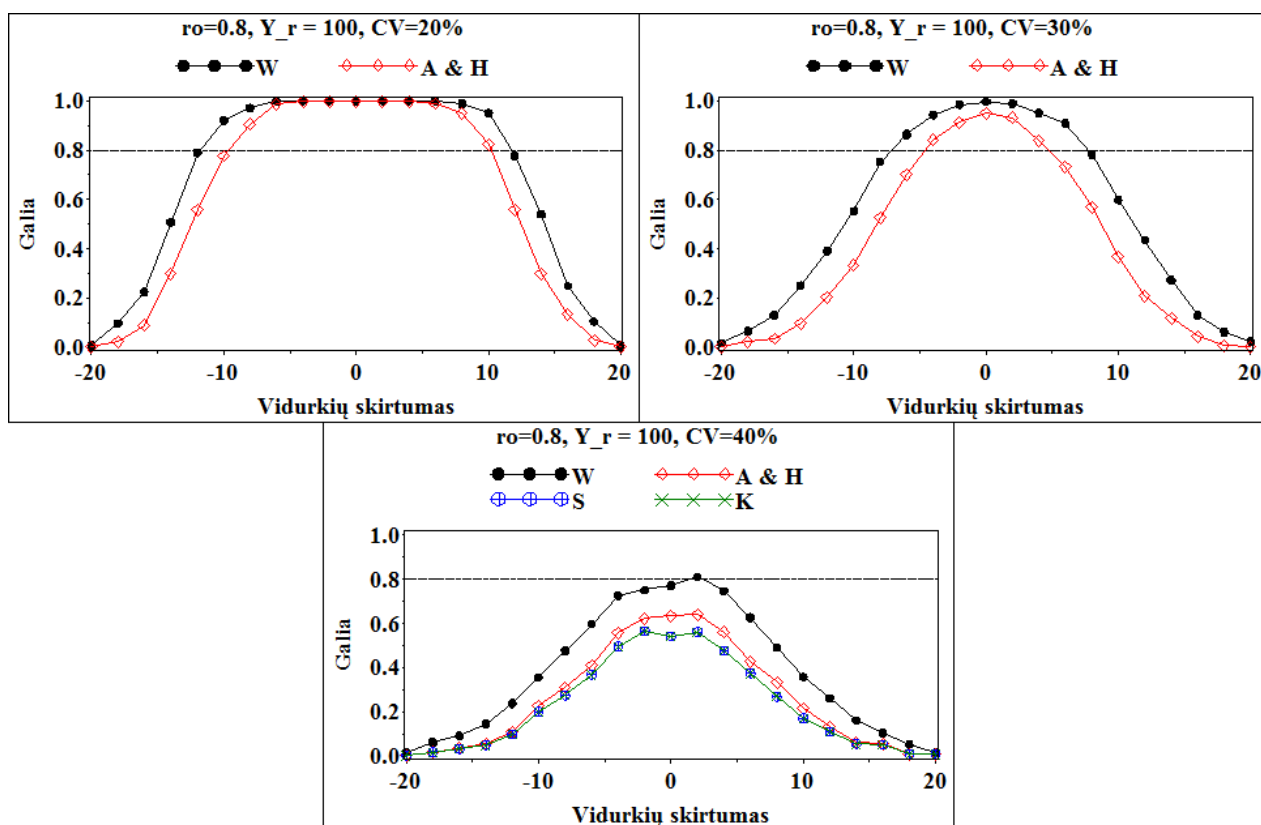 ro=0.8, Y_r = 100, CV=20%
W A & H
1.0
0.8
0.6
0.4
0.2
0.0
Galia
-20 -10 0 10 20
Vidurkių skirtumas
ro=0.8, Y_r = 100, CV=30%
W A & H
1.0
0.8
0.6
0.4
0.2
0.0
Galia
-20 -10 0 10 20
Vidurkių skirtumas
ro=0.8, Y_r = 100, CV=40%
W A & H
S K
1.0
0.8
0.6
0.4
0.2
0.0
Galia
-20 -10 0 10 20
Vidurkių skirtumas